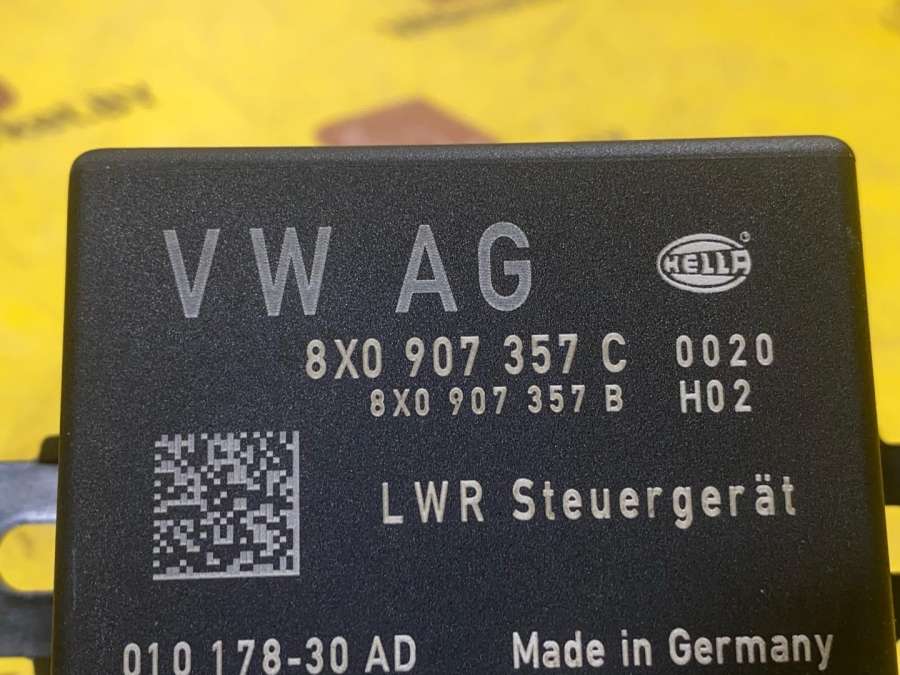 VW AG
HELLA
8X0 907 357 C 0020
8X0 907 357 B H02
LWR Steuergerät
010 178-30 AD Made in Germany